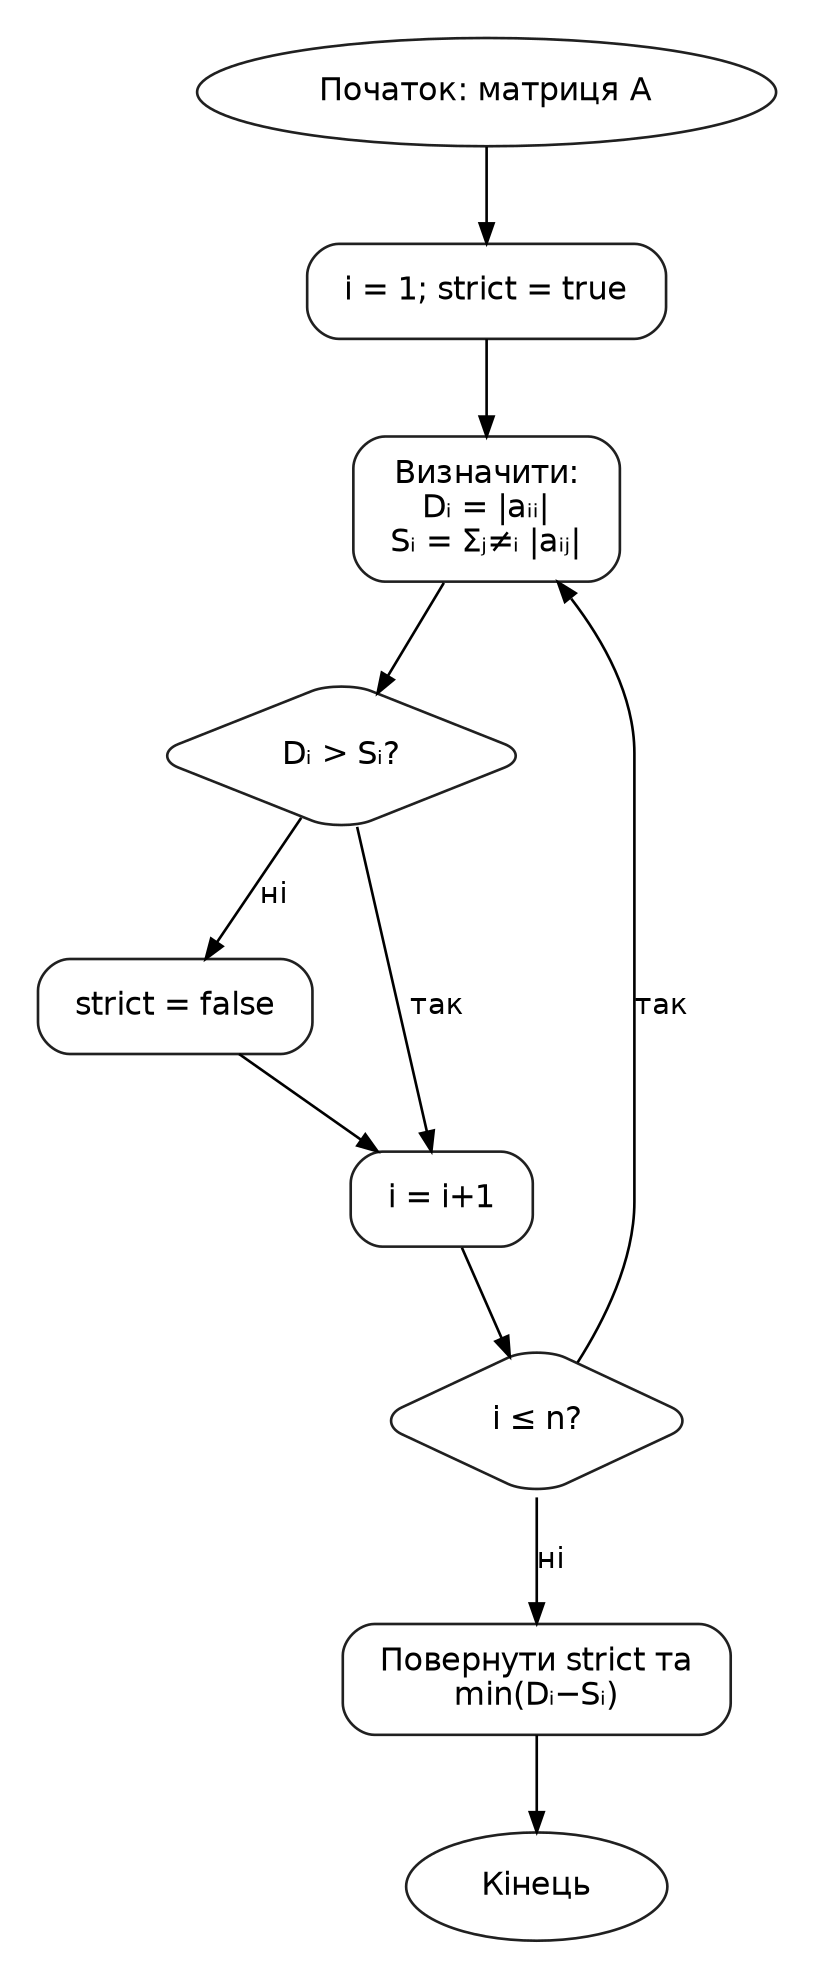 Початок: матриця A
i = 1; strict = true
Визначити:
Dᵢ = |aᵢᵢ|
Sᵢ = Σⱼ≠ᵢ |aᵢⱼ|
Dᵢ > Sᵢ?
ні
strict = false
так
так
i = i+1
i ≤ n?
ні
Повернути strict та
min(Dᵢ−Sᵢ)
Кінець